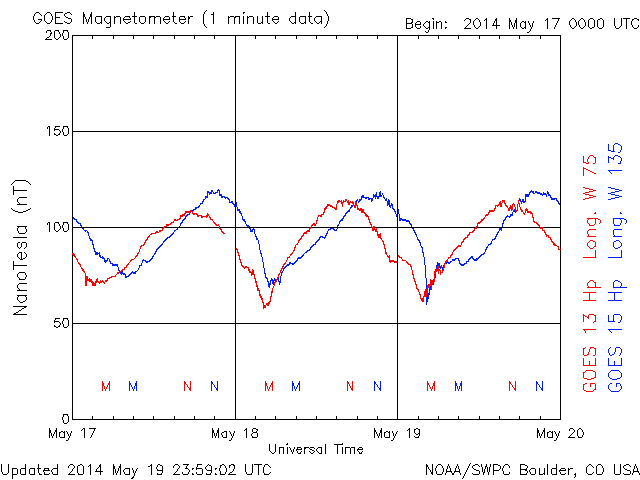 GOES Magnetometer (1 minute data)
Begin: 2014 May 17 0000 UTC
200
150
100
50
0
NanoTesla (nT)
M M N N M M N N M M N N
May 17 May 18 May 19 May 20
Universal Time
GOES 13 Hp Long. W 75
GOES 15 Hp Long. W 135
Updated 2014 May 19 23:59:02 UTC
NOAA/SWPC Boulder, CO USA